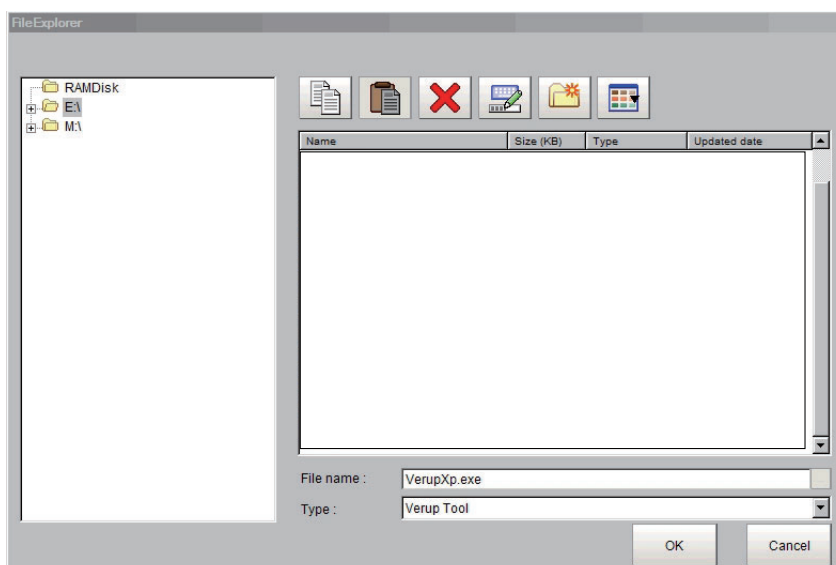 FileExplorer
RAMDisk
E:\
M:\
Name Size (KB) Type Updated date
File name : VerupXp.exe
Type : Verup Tool
OK Cancel